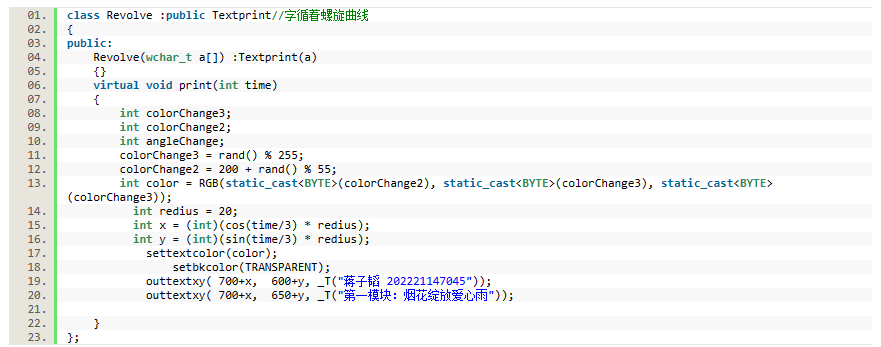 01. class Revolve :public Textprint//字循着螺旋曲线
02. {
03. public:
04.     Revolve(wchar_t a[]) :Textprint(a)
05.     {}
06.     virtual void print(int time)
07.     {
08.         int colorChange3;
09.         int colorChange2;
10.         int angleChange;
11.         colorChange3 = rand() % 255;
12.         colorChange2 = 200 + rand() % 55;
13.         int color = RGB(static_cast<BYTE>(colorChange2), static_cast<BYTE>(colorChange3), static_cast<BYTE>
(colorChange3));
14.           int redius = 20;
15.           int x = (int)(cos(time/3) * redius);
16.           int y = (int)(sin(time/3) * redius);
17.             settextcolor(color);
18.                 setbkcolor(TRANSPARENT);
19.             outtextxy( 700+x,  600+y, _T("蒋子韬 202221147045"));
20.             outtextxy( 700+x,  650+y, _T("第一模块：烟花绽放爱心雨"));
21.
22.     }
23. };